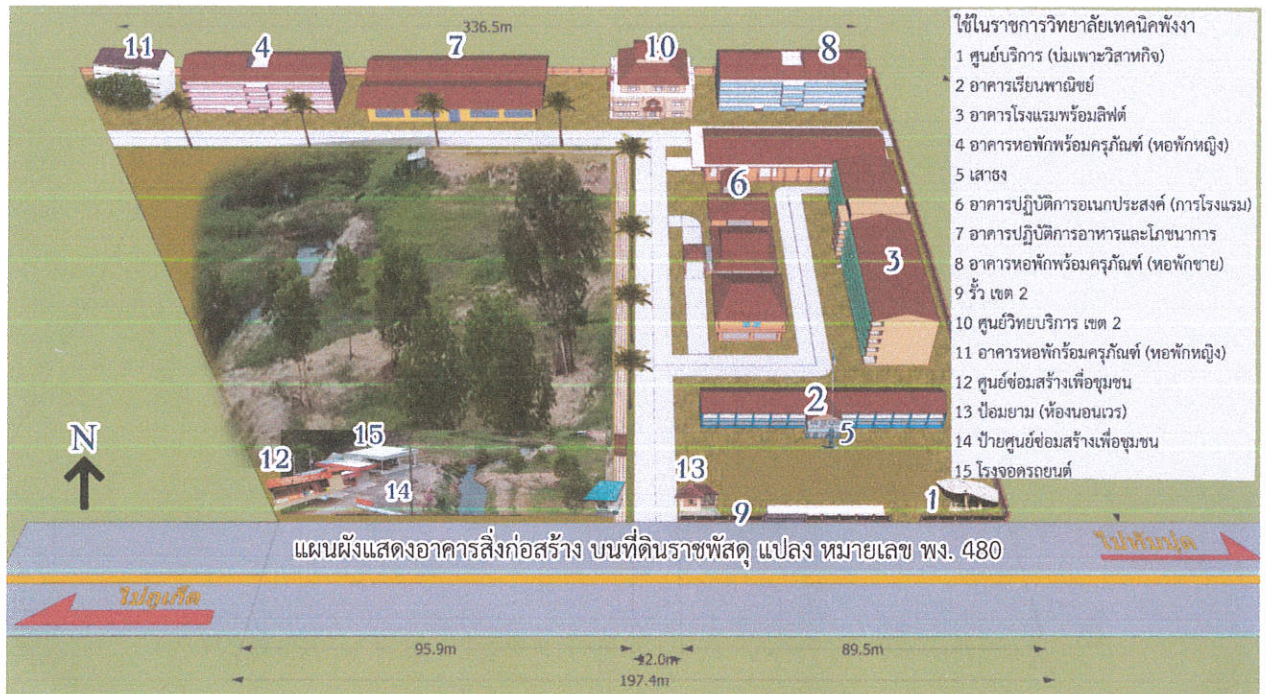 336.5m
11
4
7
10
8
6
3
2
5
15
12
14
13
9
1
N
ใช้ในราชการวิทยาลัยเทคนิคพังงา
1 ศูนย์บริการ (บ่มเพาะวิสาหกิจ)
2 อาคารเรียนพาณิชย์
3 อาคารโรงแรมพร้อมลิฟต์
4 อาคารหอพักพร้อมครุภัณฑ์ (หอพักหญิง)
5 เสาธง
6 อาคารปฏิบัติการอเนกประสงค์ (การโรงแรม)
7 อาคารปฏิบัติการอาหารและโภชนาการ
8 อาคารหอพักพร้อมครุภัณฑ์ (หอพักชาย)
9 รั้ว เขต 2
10 ศูนย์วิทยบริการ เขต 2
11 อาคารหอพักร้อมครุภัณฑ์ (หอพักหญิง)
12 ศูนย์ซ่อมสร้างเพื่อชุมชน
13 ป้อมยาม (ห้องนอนเวร)
14 ป้ายศูนย์ซ่อมสร้างเพื่อชุมชน
15 โรงจอดรถยนต์
แผนผังแสดงอาคารสิ่งก่อสร้าง บนที่ดินราชพัสดุ แปลง หมายเลข พง. 480
ไปทับปุด
ไปภูเก็ต
95.9m
12.0m
89.5m
197.4m